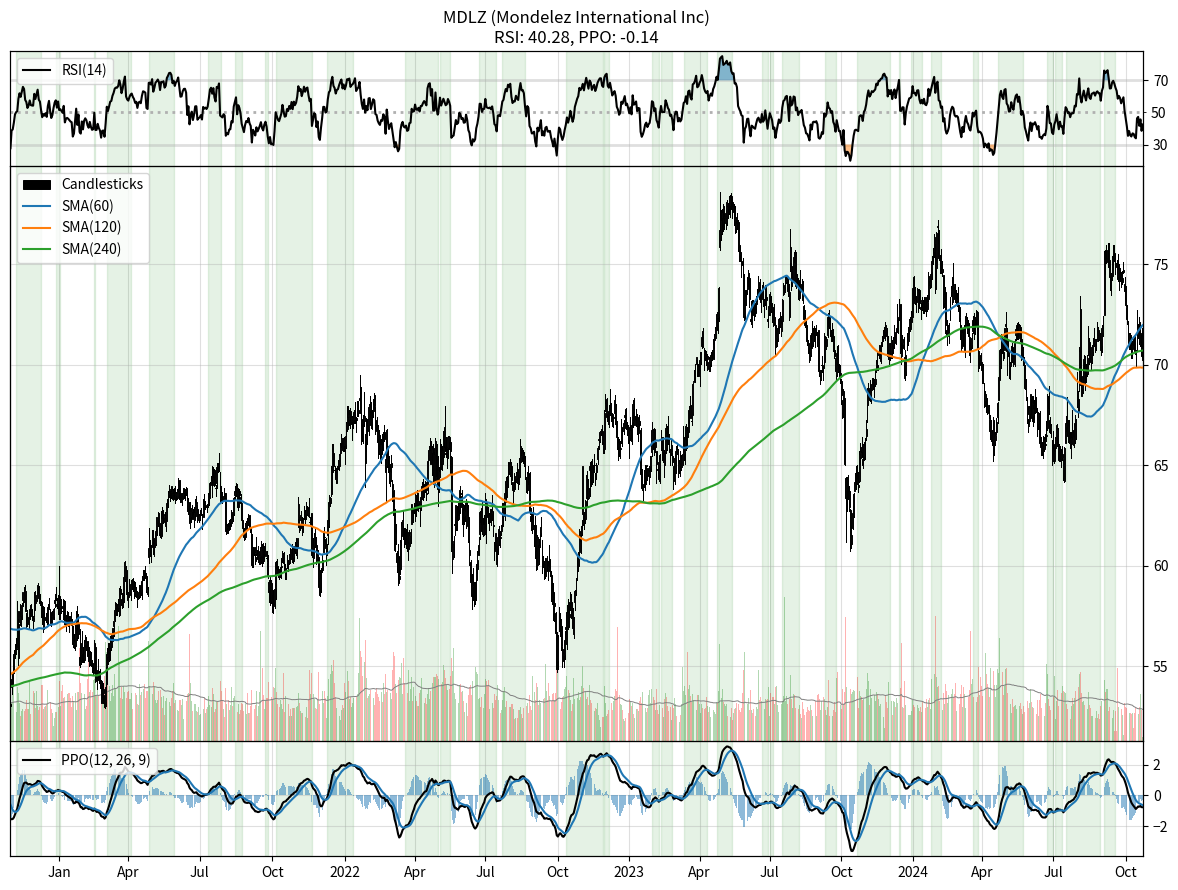 MDLZ (Mondelez International Inc)
RSI: 40.28, PPO: -0.14
RSI(14)
70
50
30
Candlesticks
SMA(60)
SMA(120)
SMA(240)
75
70
65
60
55
PPO(12, 26, 9)
2
0
−2
Jan Apr Jul Oct 2022 Apr Jul Oct 2023 Apr Jul Oct 2024 Apr Jul Oct